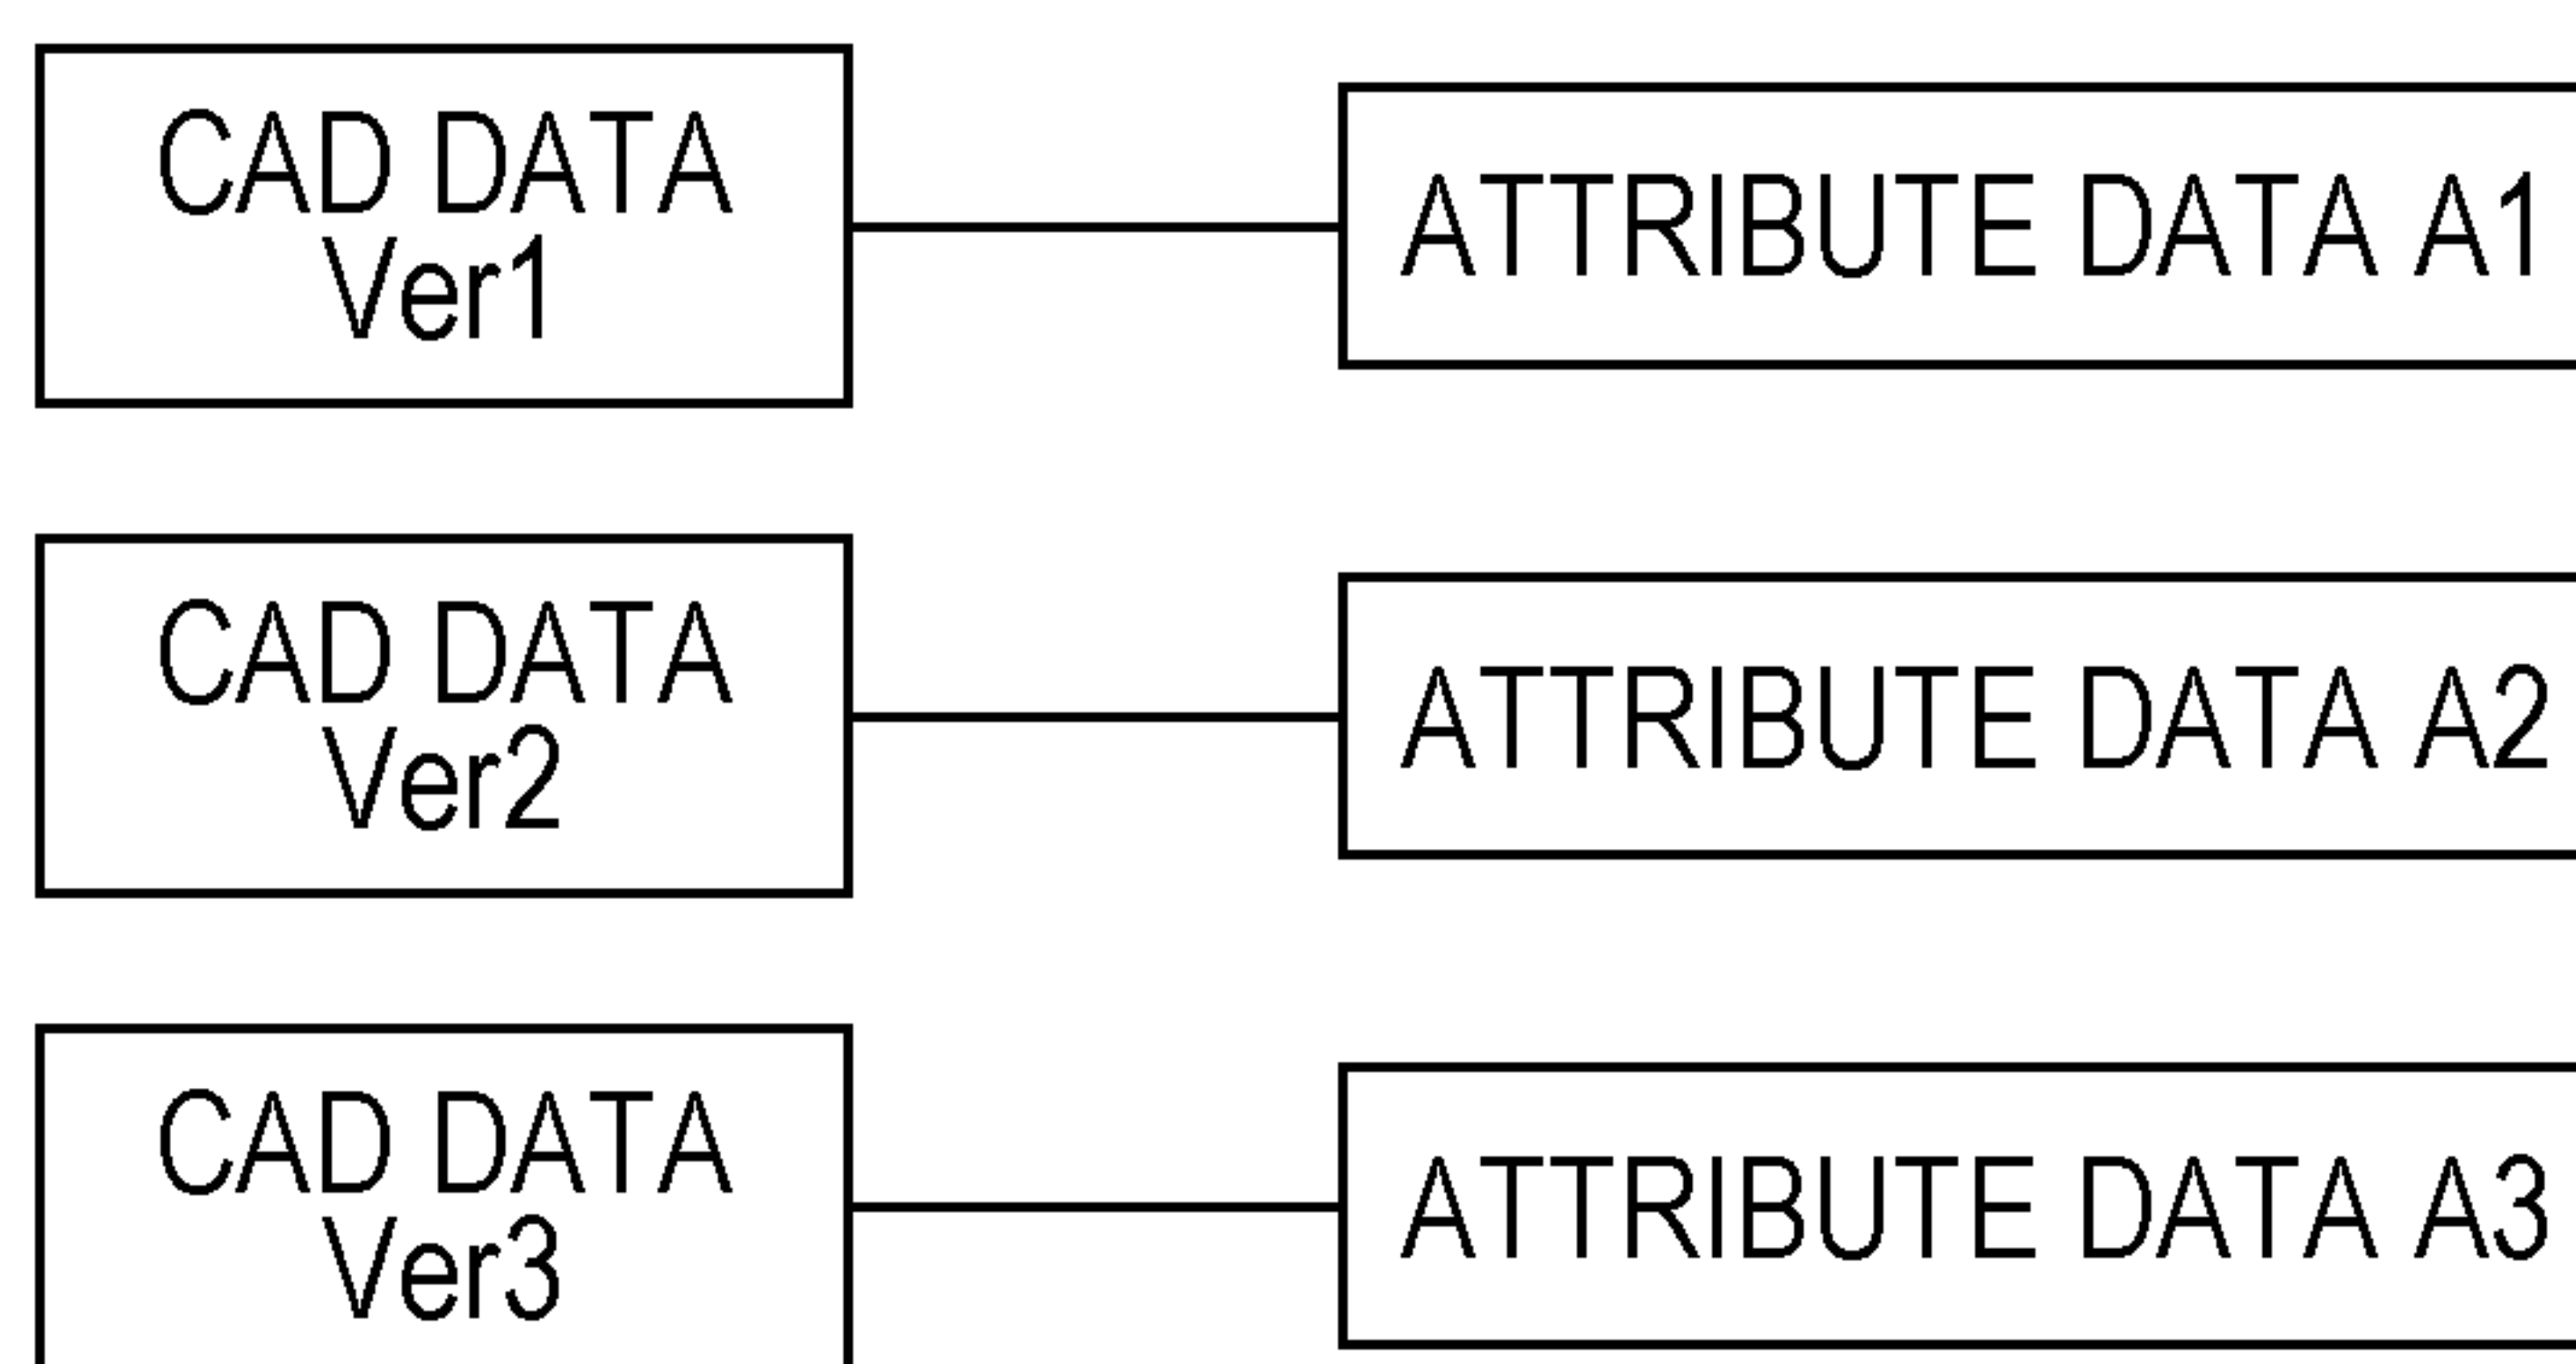 CAD DATA
Ver1
ATTRIBUTE DATA A1
CAD DATA
Ver2
ATTRIBUTE DATA A2
CAD DATA
Ver3
ATTRIBUTE DATA A3